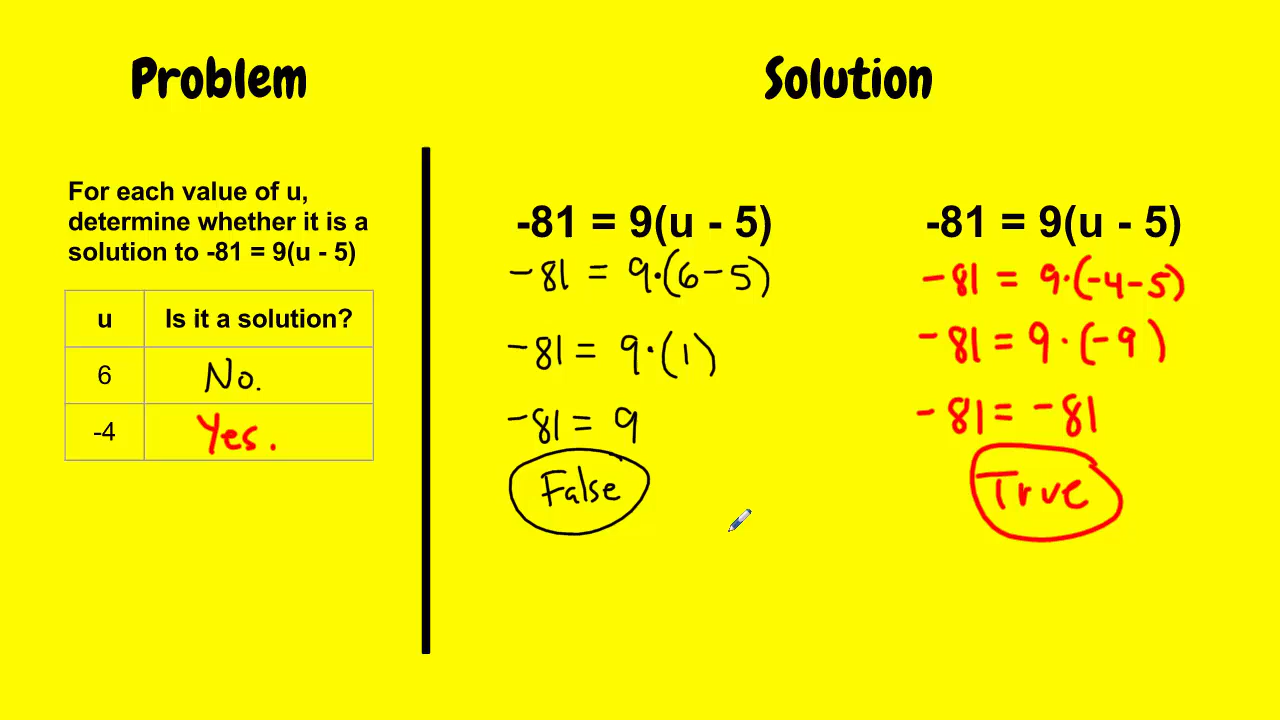 Problem
For each value of u,
determine whether it is a
solution to -81 = 9(u - 5)
u Is it a solution?
6 No.
-4 Yes.
Solution
-81 = 9(u - 5)
-81 = 9·(6-5)
-81 = 9·(1)
-81 = 9
False
-81 = 9(u - 5)
-81 = 9·(-4-5)
-81 = 9·(-9)
-81 = -81
True